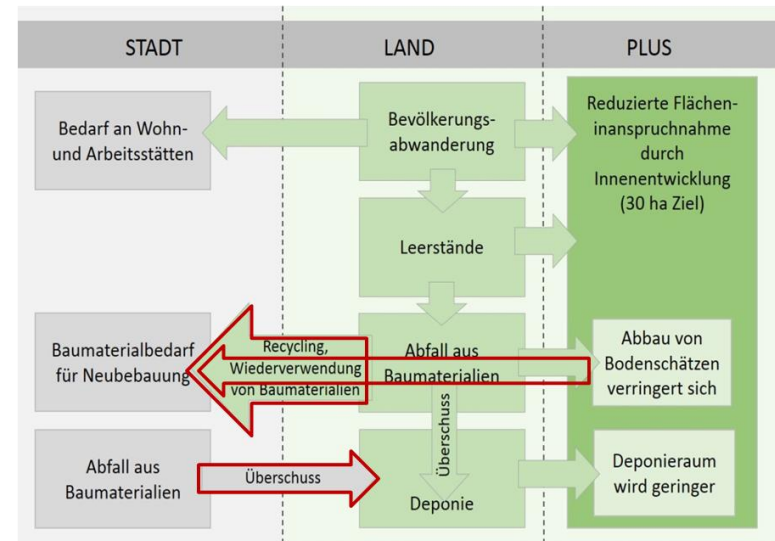 STADT
LAND
PLUS
Bedarf an Wohn-
und Arbeitsstätten
Bevölkerungs-
abwanderung
Reduzierte Flächen-
inanspruchnahme
durch
Innenentwicklung
(30 ha Ziel)
Leerstände
Baumaterialbedarf
für Neubebauung
Recycling,
Wiederverwendung
von Baumaterialien
Abfall aus
Baumaterialien
Abbau von
Bodenschätzen
verringert sich
Überschuss
Abfall aus
Baumaterialien
Überschuss
Deponie
Deponieraum
wird geringer